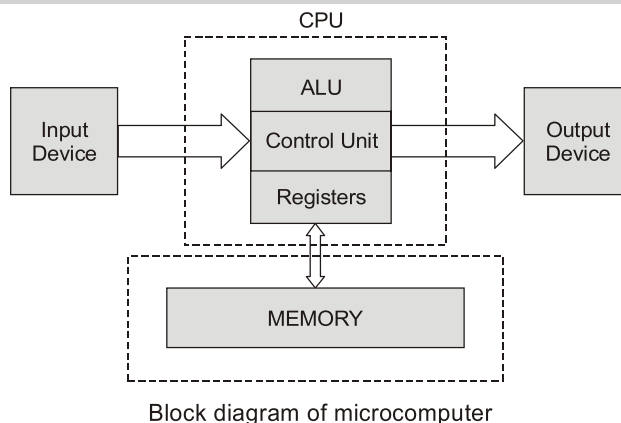 CPU
ALU
Input
Device
Control Unit
Output
Device
Registers
MEMORY
Block diagram of microcomputer